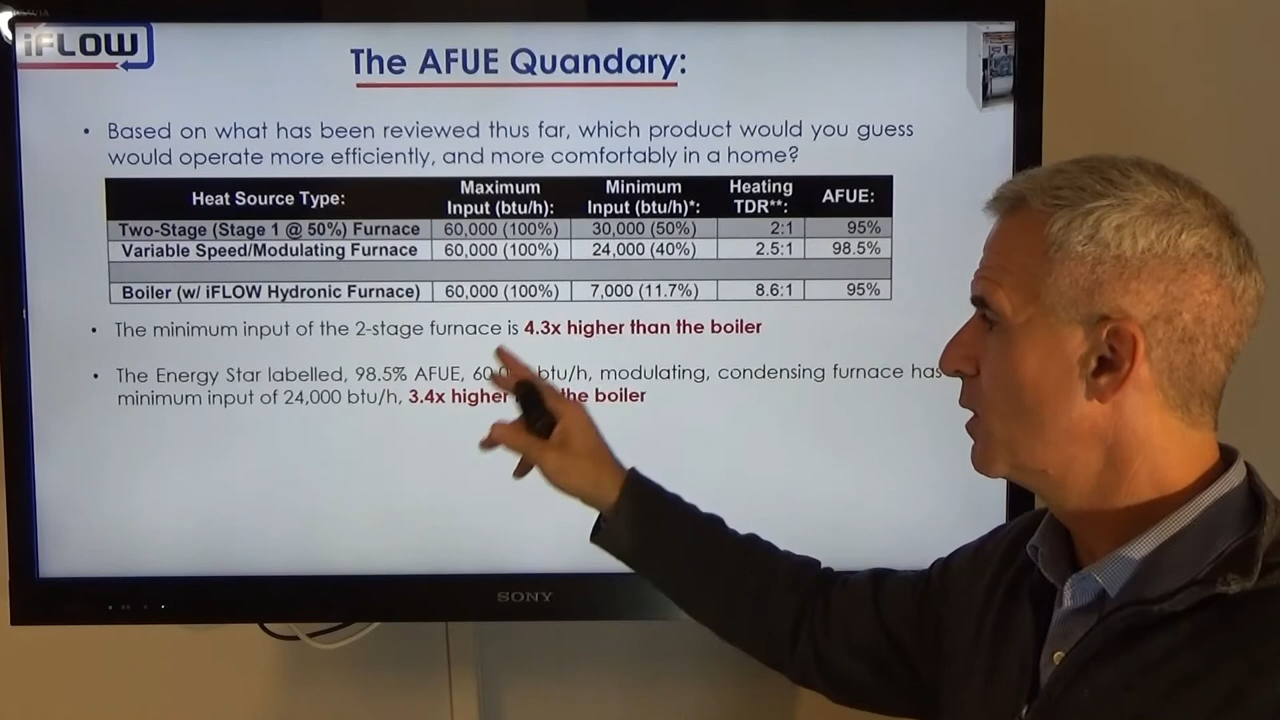 iFLOW
The AFUE Quandary:
• Based on what has been reviewed thus far, which product would you guess
would operate more efficiently, and more comfortably in a home?
Heat Source Type: Maximum Input (btu/h): Minimum Input (btu/h)*: Heating TDR**: AFUE:
Two-Stage (Stage 1 @ 50%) Furnace 60,000 (100%) 30,000 (50%) 2:1 95%
Variable Speed/Modulating Furnace 60,000 (100%) 24,000 (40%) 2.5:1 98.5%
Boiler (w/ iFLOW Hydronic Furnace) 60,000 (100%) 7,000 (11.7%) 8.6:1 95%
• The minimum input of the 2-stage furnace is 4.3x higher than the boiler
• The Energy Star labelled, 98.5% AFUE, btu/h, modulating, condensing furnace has
minimum input of 24,000 btu/h, 3.4x higher the boiler
SONY